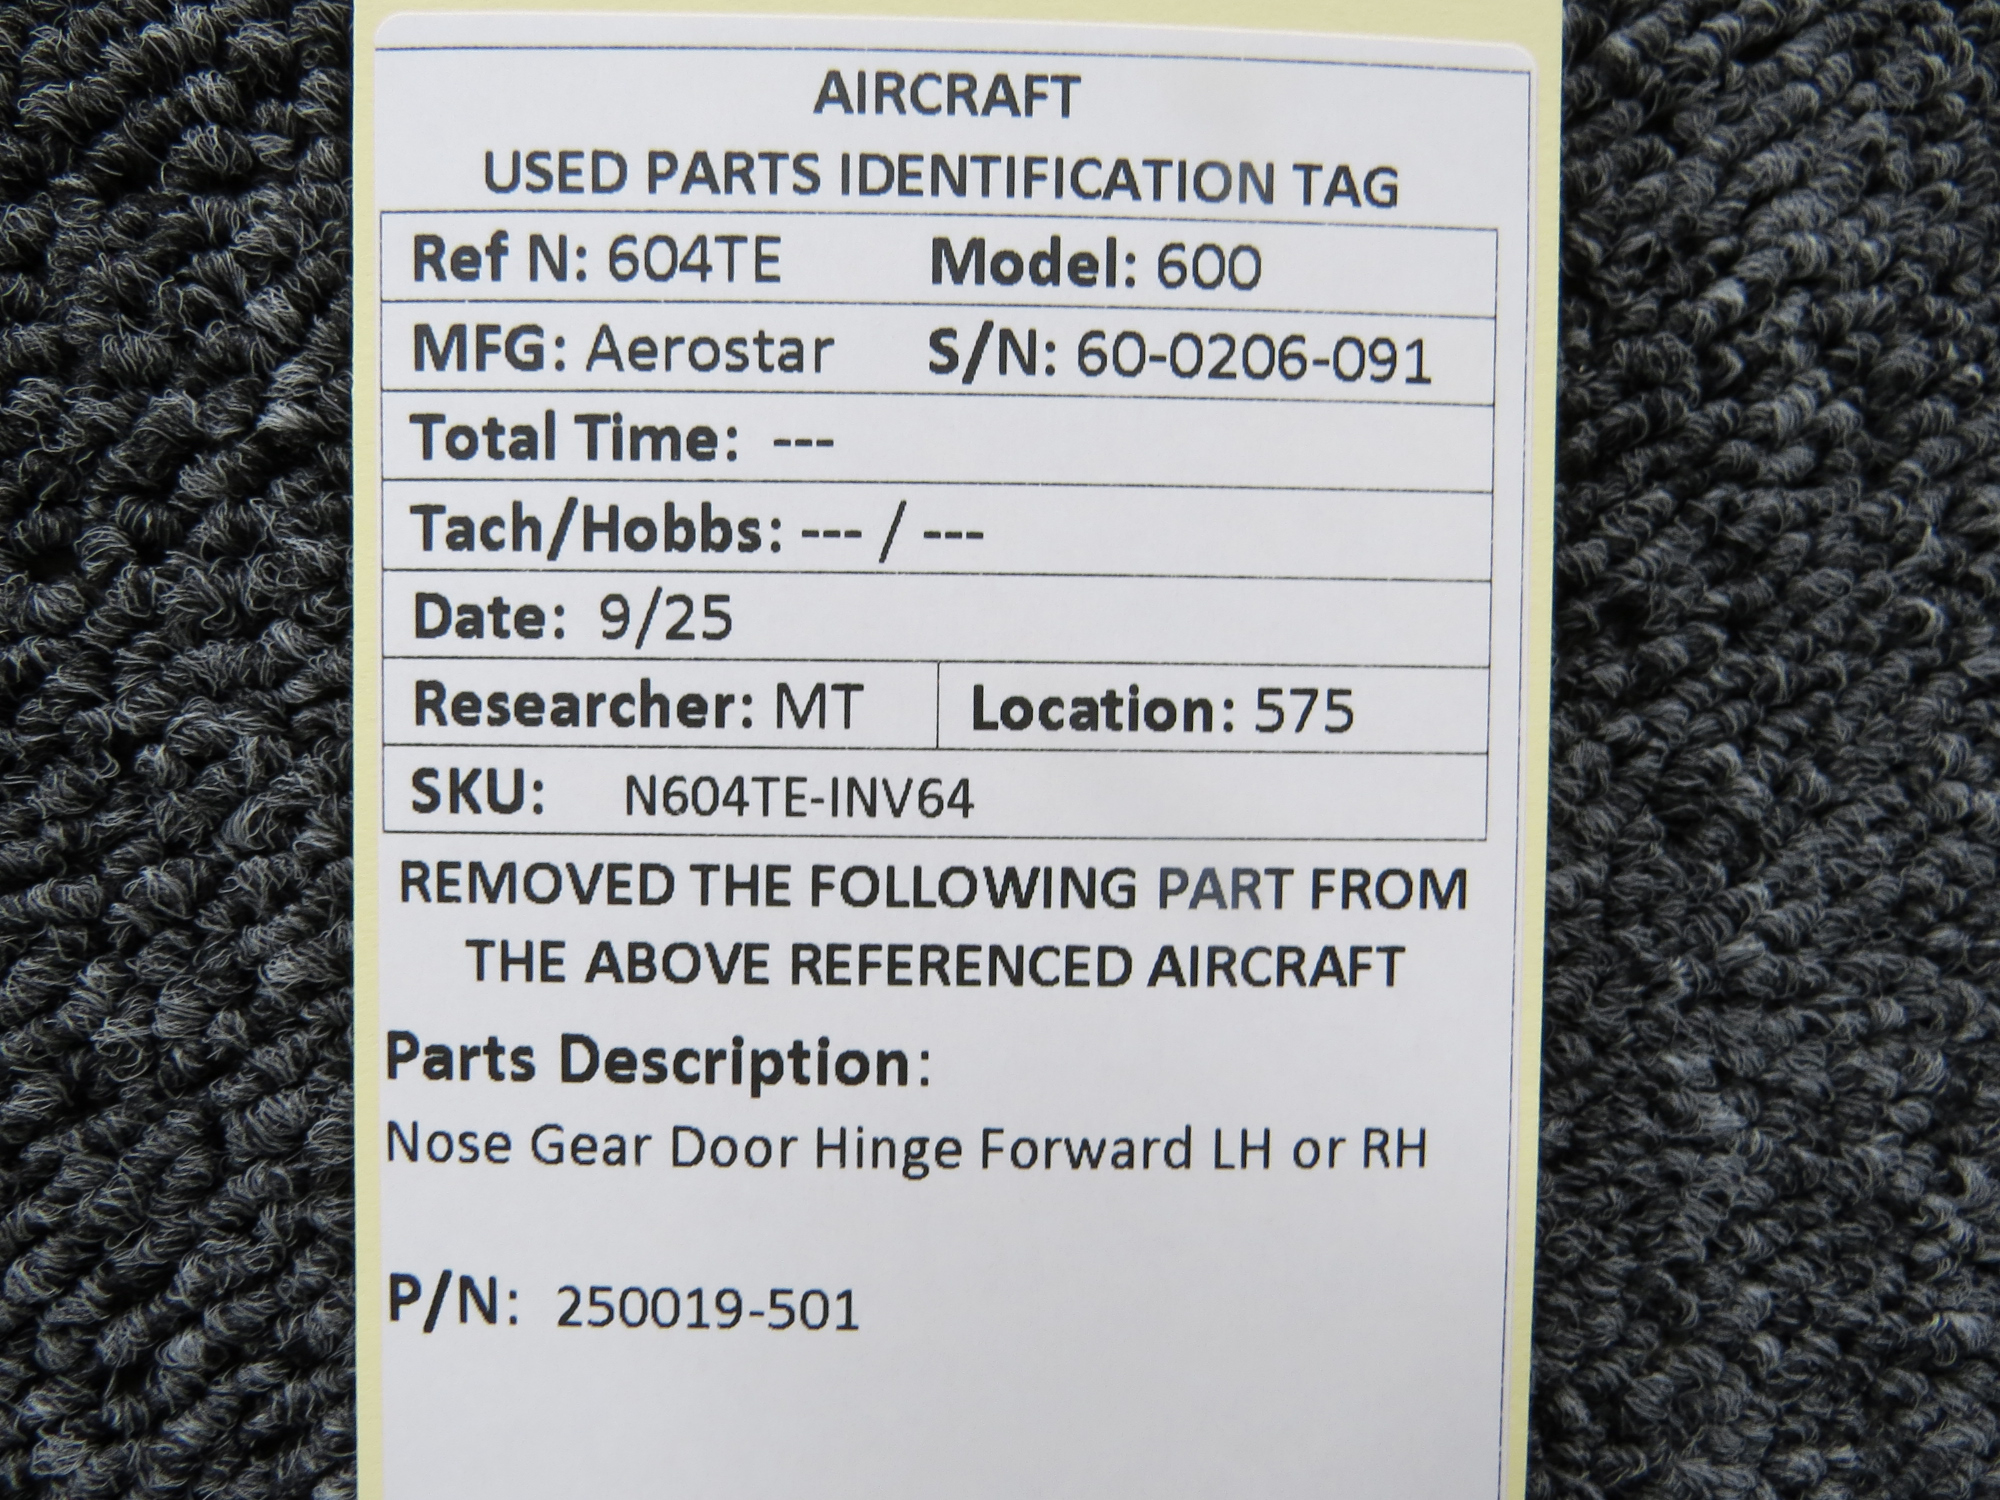 AIRCRAFT
USED PARTS IDENTIFICATION TAG
Ref N: 604TE Model: 600
MFG: Aerostar S/N: 60-0206-091
Total Time: ---
Tach/Hobbs: --- / ---
Date: 9/25
Researcher: MT Location: 575
SKU: N604TE-INV64
REMOVED THE FOLLOWING PART FROM
THE ABOVE REFERENCED AIRCRAFT
Parts Description:
Nose Gear Door Hinge Forward LH or RH
P/N: 250019-501